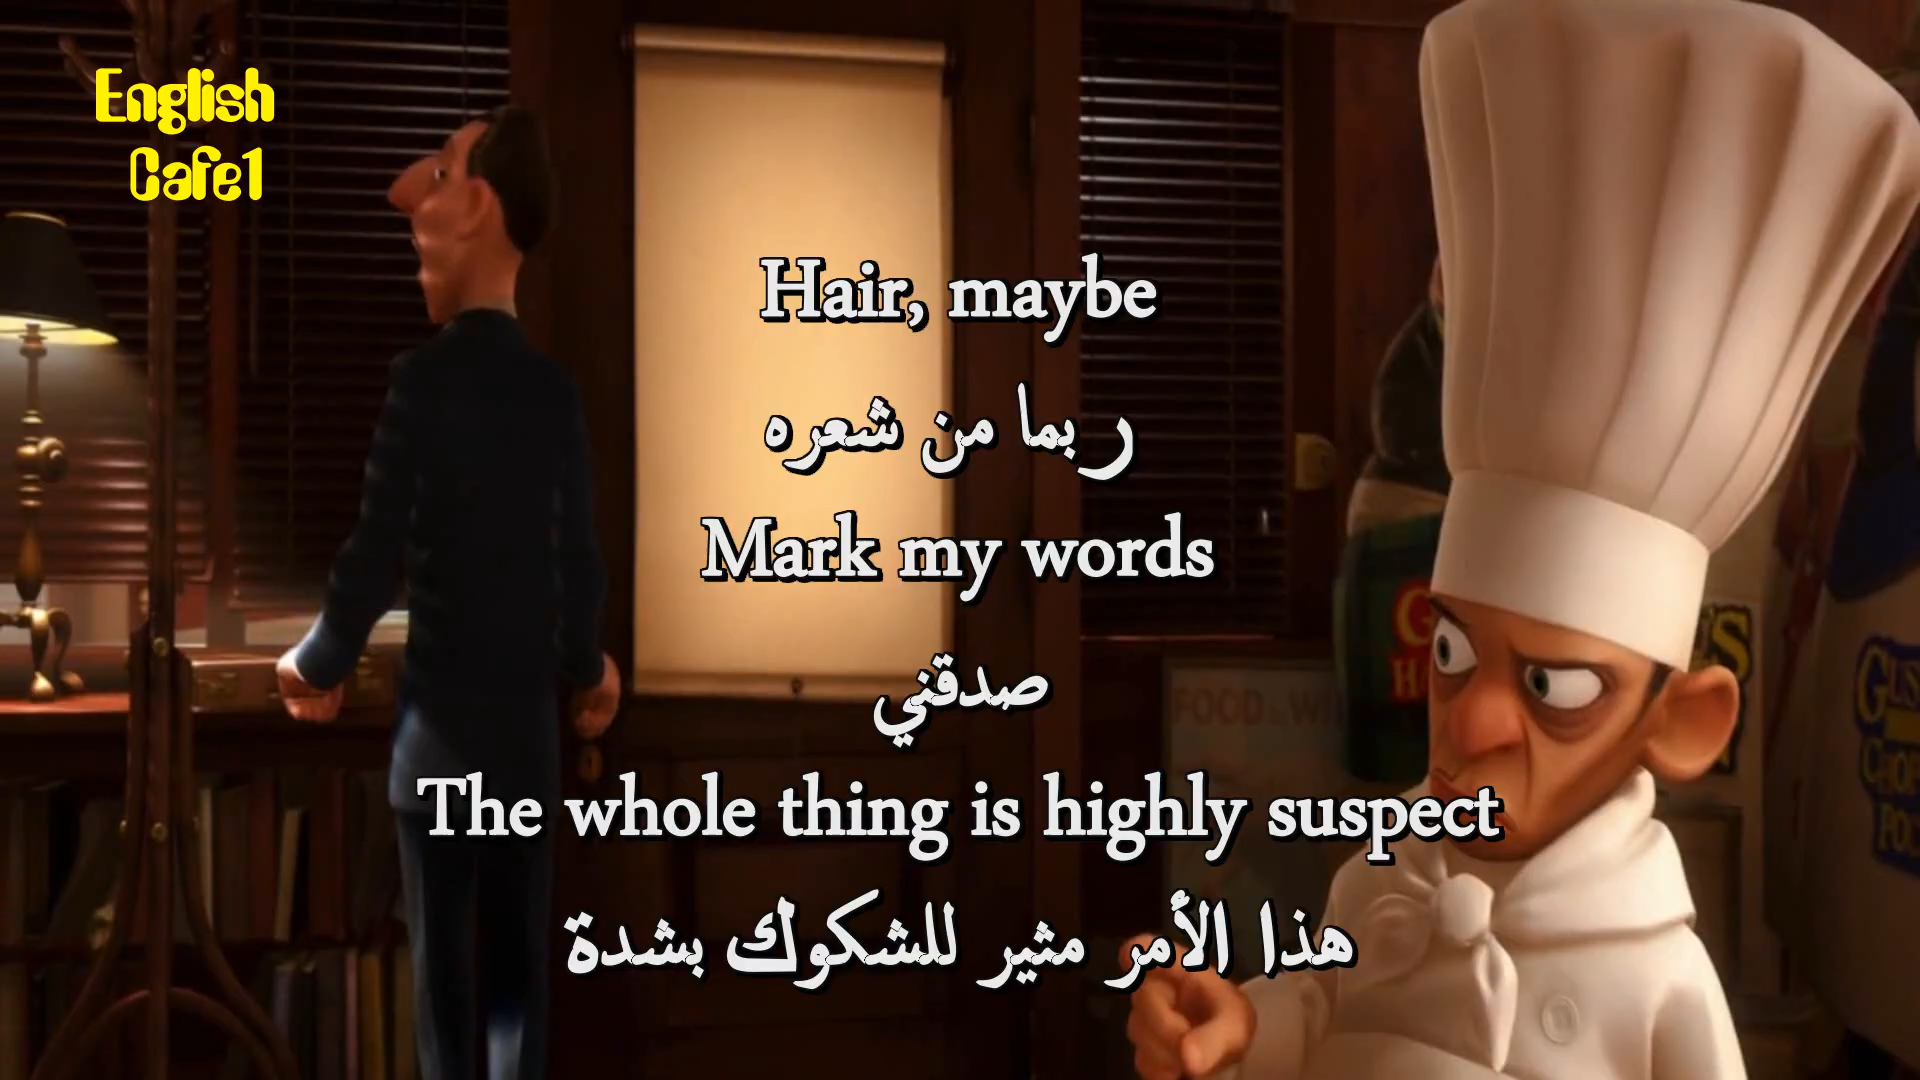 English
Cafe1
Hair, maybe
ربما من شعره
Mark my words
صدقني
The whole thing is highly suspect
هذا الأمر مثير للشكوك بشدة
FOOD